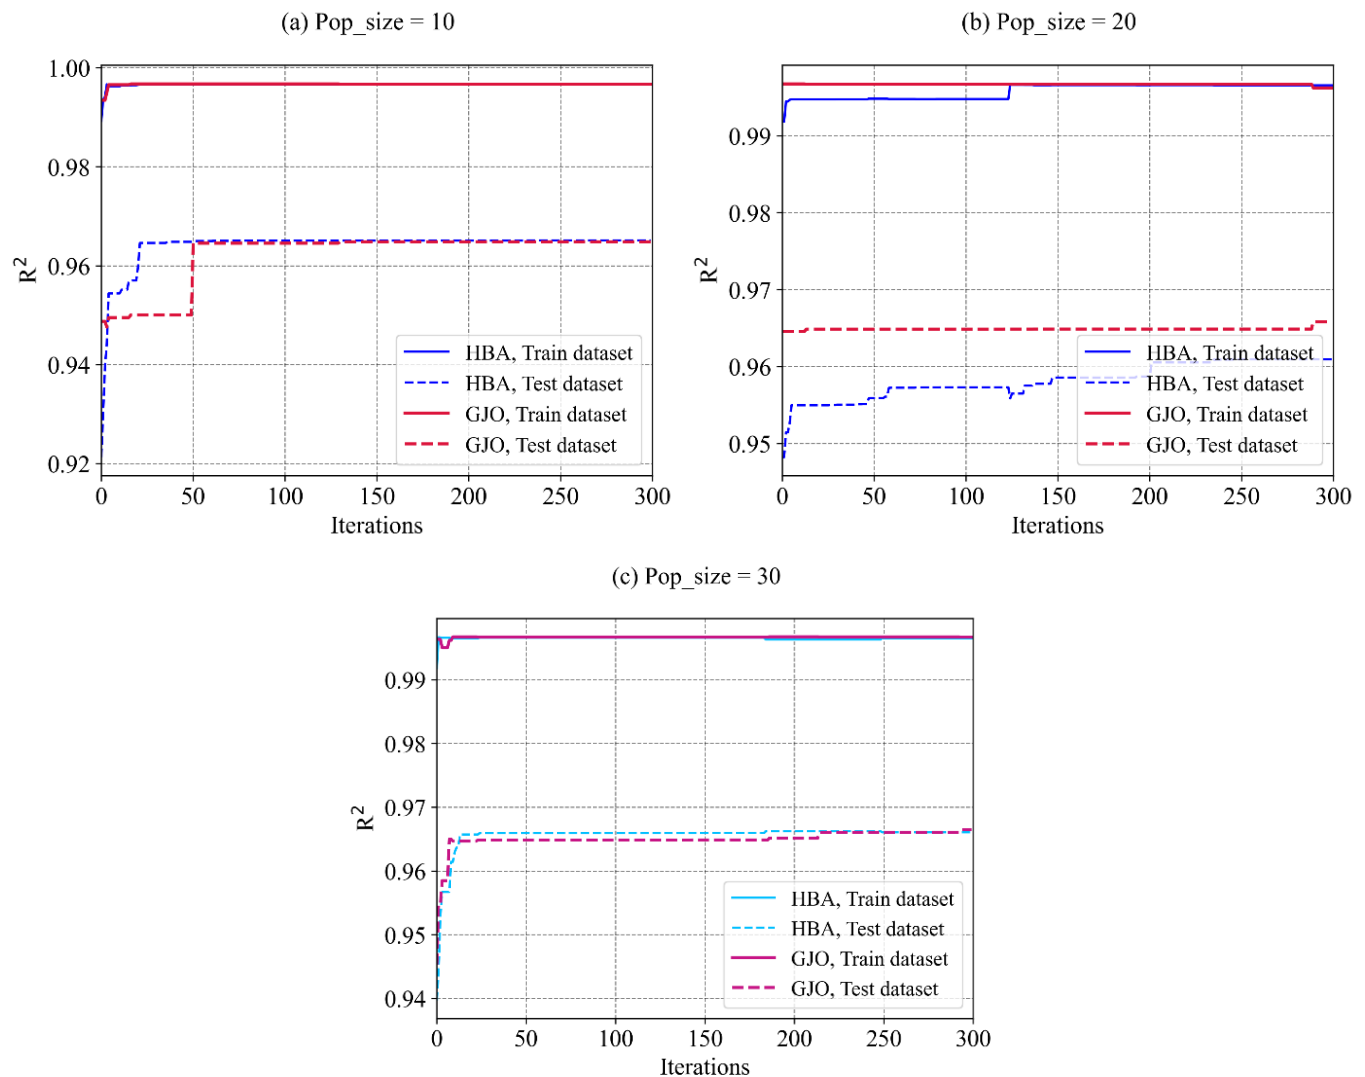 (a) Pop_size = 10
1.00
0.98
0.96
0.94
0.92
R²
0 50 100 150 200 250 300
Iterations
HBA, Train dataset
HBA, Test dataset
GJO, Train dataset
GJO, Test dataset
(b) Pop_size = 20
0.99
0.98
0.97
0.96
0.95
R²
0 50 100 150 200 250 300
Iterations
HBA, Train dataset
HBA, Test dataset
GJO, Train dataset
GJO, Test dataset
(c) Pop_size = 30
0.99
0.98
0.97
0.96
0.95
0.94
R²
0 50 100 150 200 250 300
Iterations
HBA, Train dataset
HBA, Test dataset
GJO, Train dataset
GJO, Test dataset